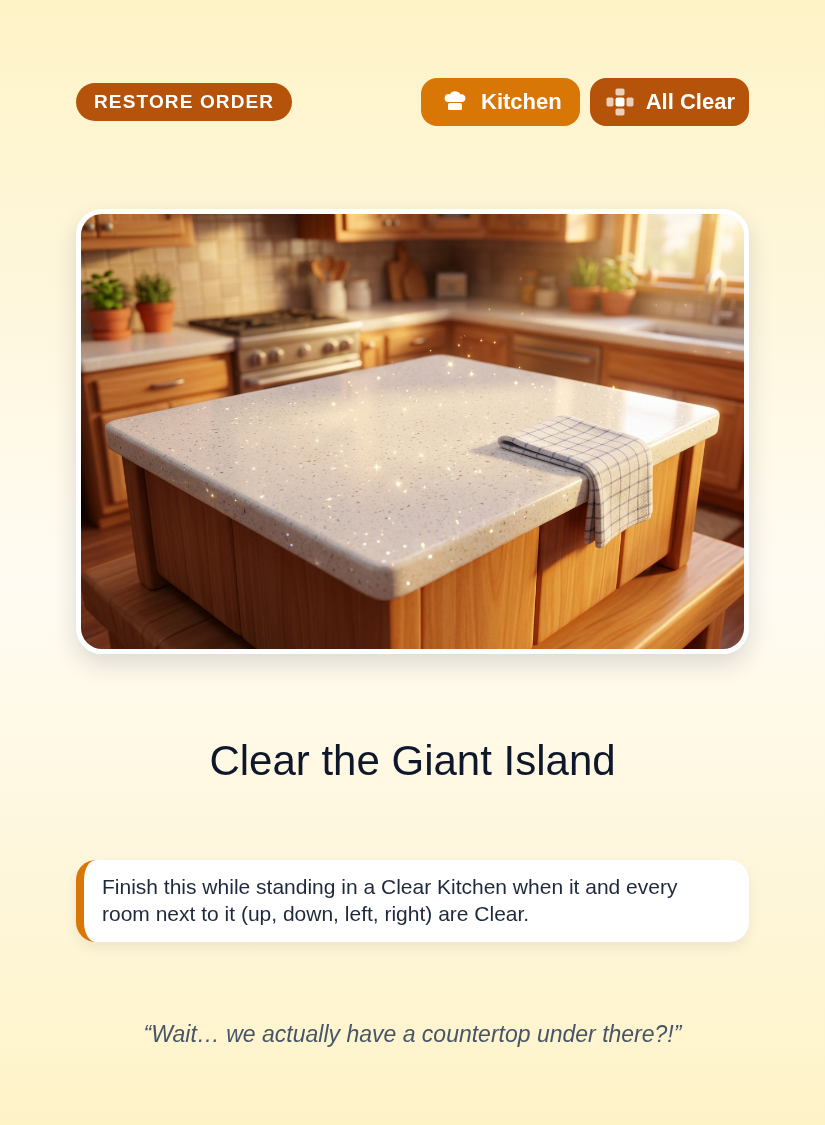 RESTORE ORDER
Kitchen
All Clear
Clear the Giant Island
Finish this while standing in a Clear Kitchen when it and every
room next to it (up, down, left, right) are Clear.
“Wait… we actually have a countertop under there?!”